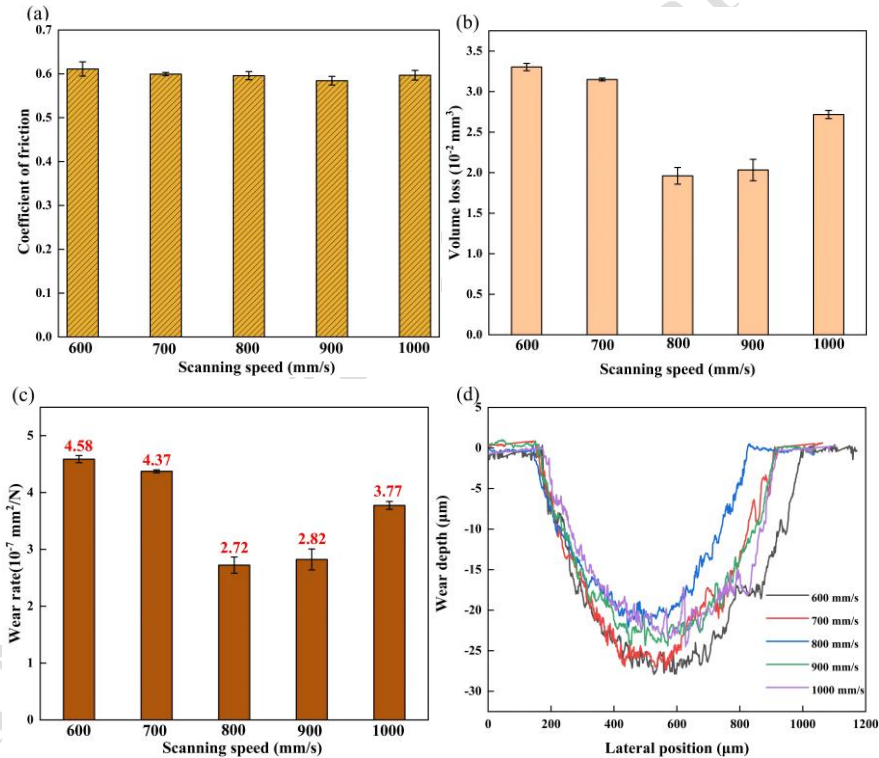 (a)
0.7
0.6
0.5
0.4
0.3
0.2
0.1
0.0
Coefficient of friction
600 700 800 900 1000
Scanning speed (mm/s)
(b)
3.5
3.0
2.5
2.0
1.5
1.0
0.5
0.0
Volume loss (10⁻² mm³)
600 700 800 900 1000
Scanning speed (mm/s)
(c)
5
4
3
2
1
0
Wear rate(10⁻⁷ mm²/N)
4.58
4.37
2.72
2.82
3.77
600 700 800 900 1000
Scanning speed (mm/s)
(d)
5
0
-5
-10
-15
-20
-25
-30
Wear depth (μm)
600 mm/s
700 mm/s
800 mm/s
900 mm/s
1000 mm/s
0 200 400 600 800 1000 1200
Lateral position (μm)